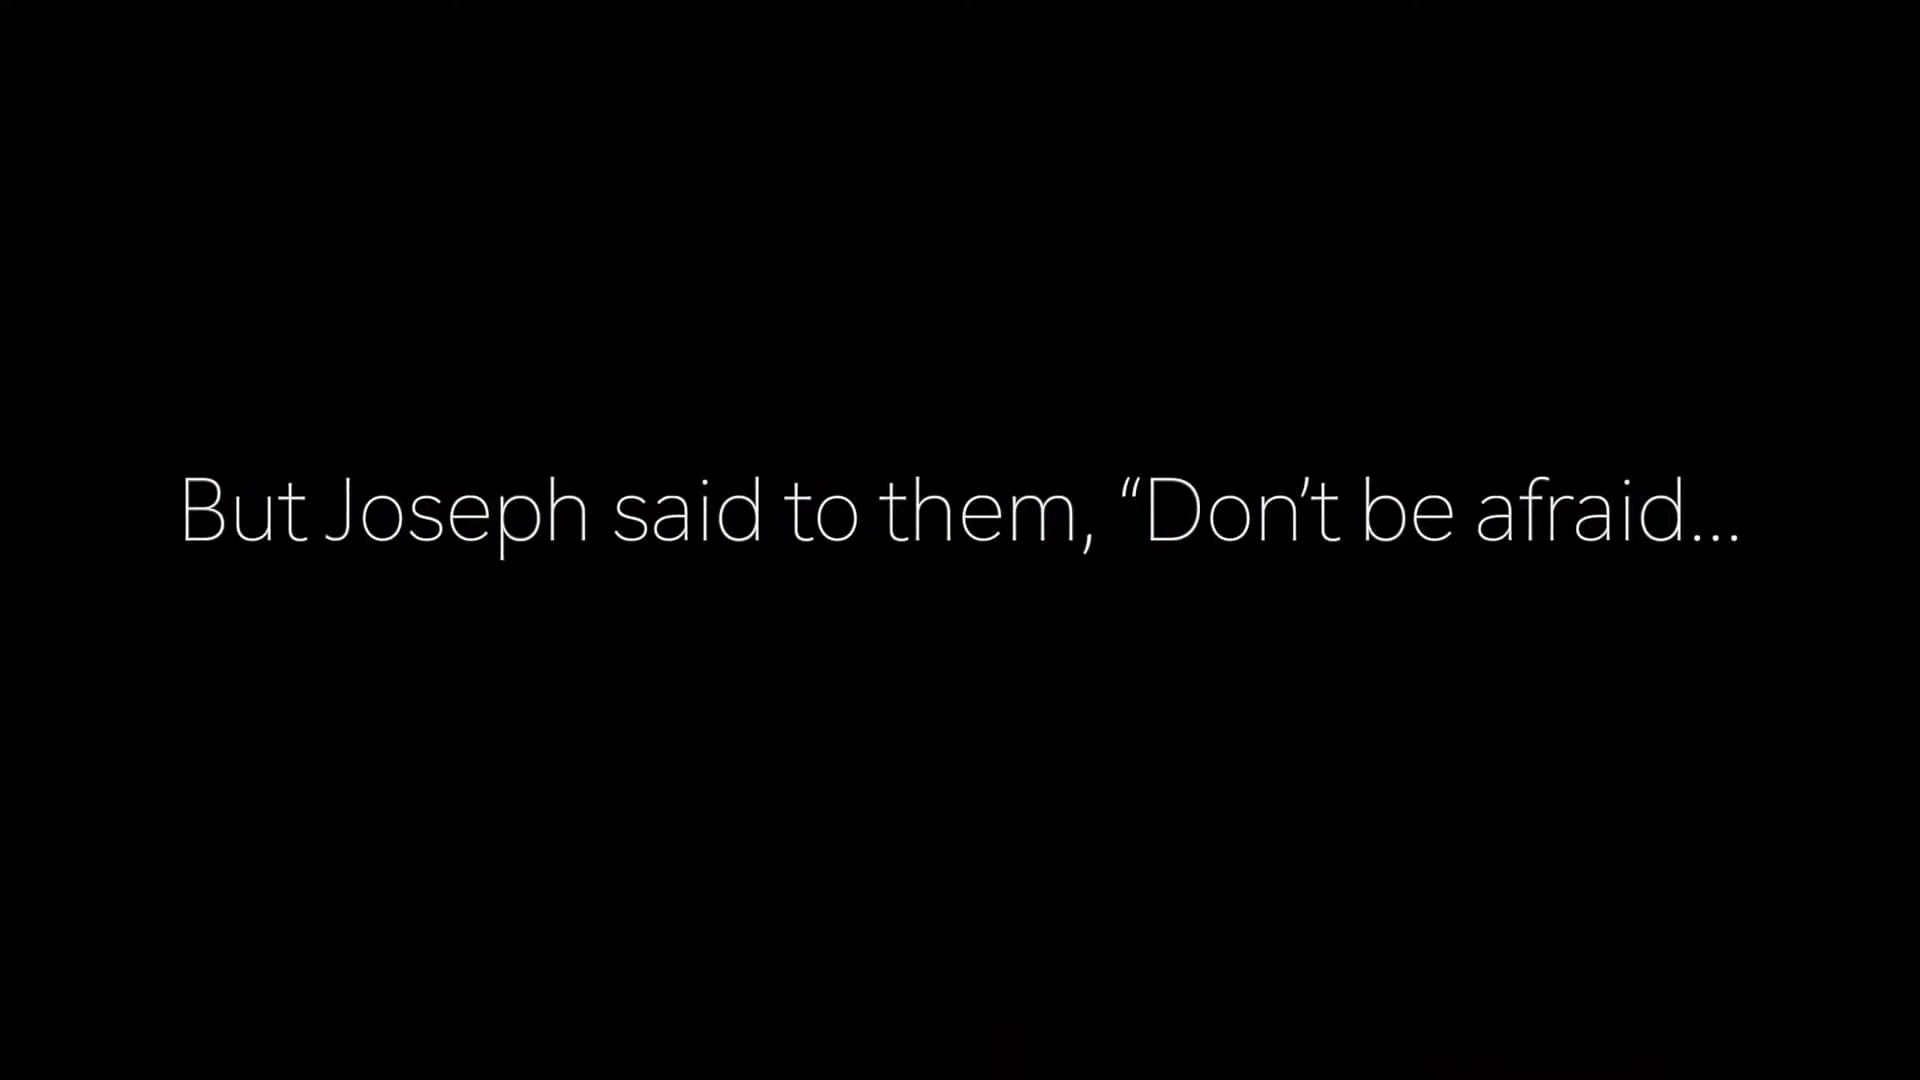 But Joseph said to them, “Don’t be afraid...